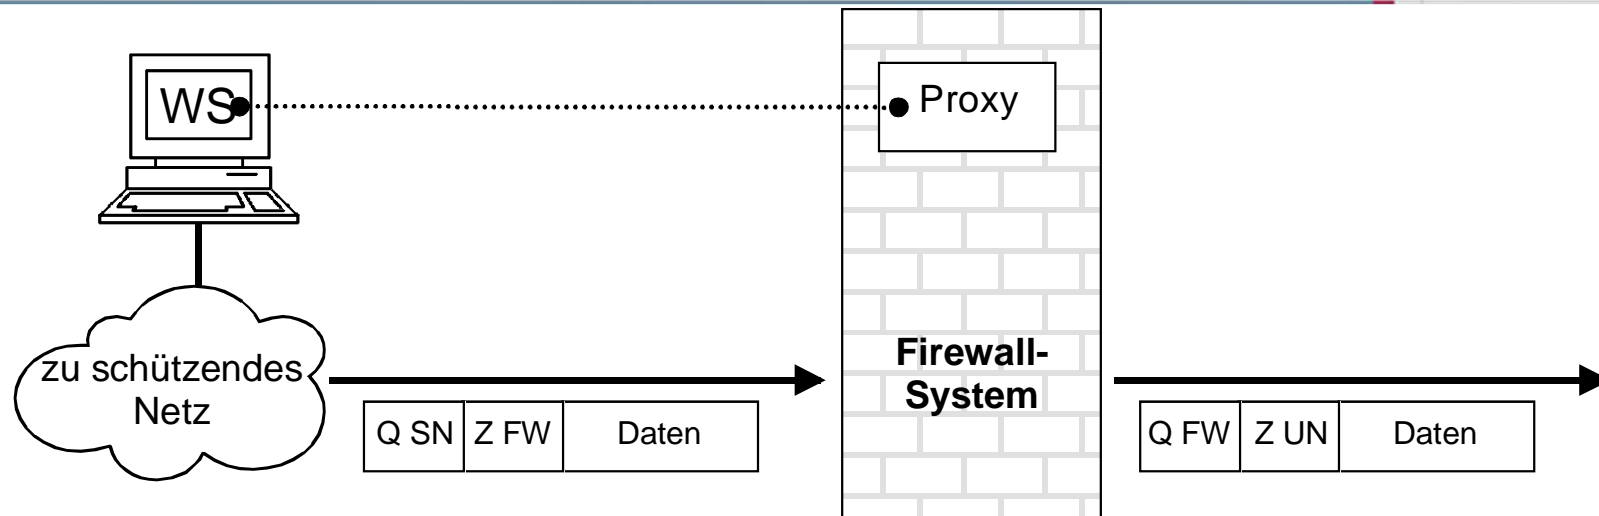 WS
Proxy
zu schützendes
Netz
Firewall-
System
Q SN Z FW Daten
Q FW Z UN Daten